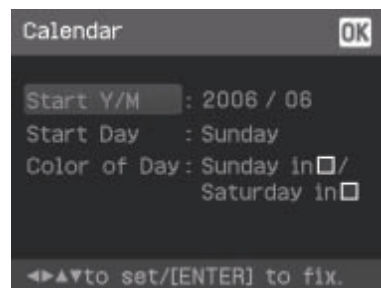 Calendar OK
Start Y/M : 2006 / 06
Start Day : Sunday
Color of Day : Sunday in□/
Saturday in□
◄►▲▼to set/[ENTER] to fix.